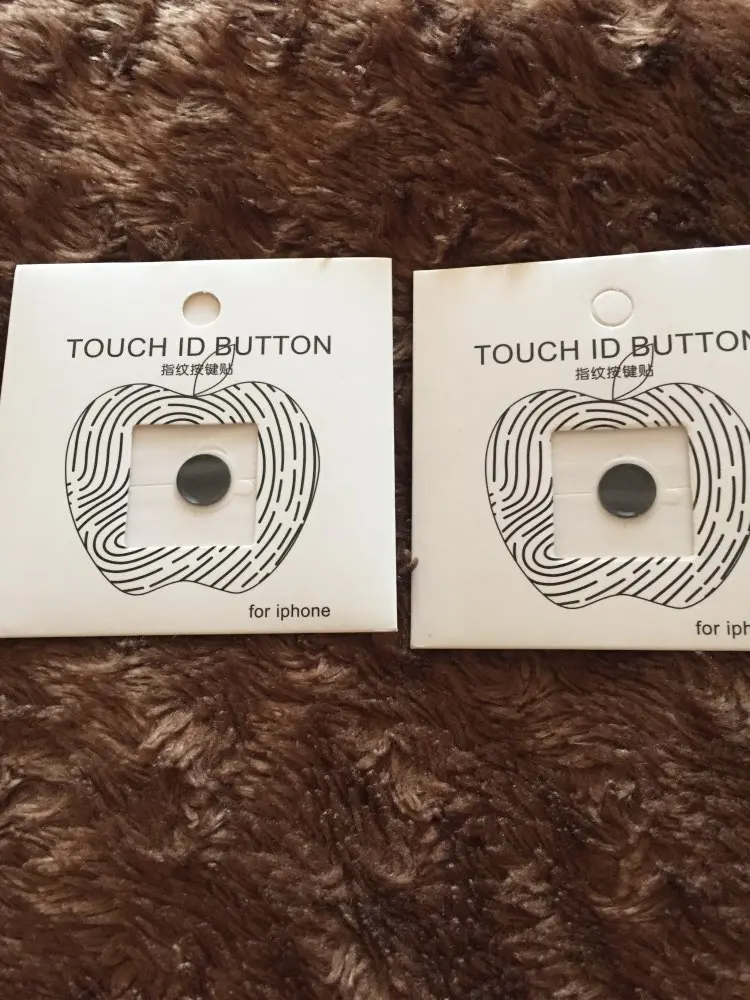 TOUCH ID BUTTON
指纹按键贴
for iphone
TOUCH ID BUTTON
指纹按键贴
for iph